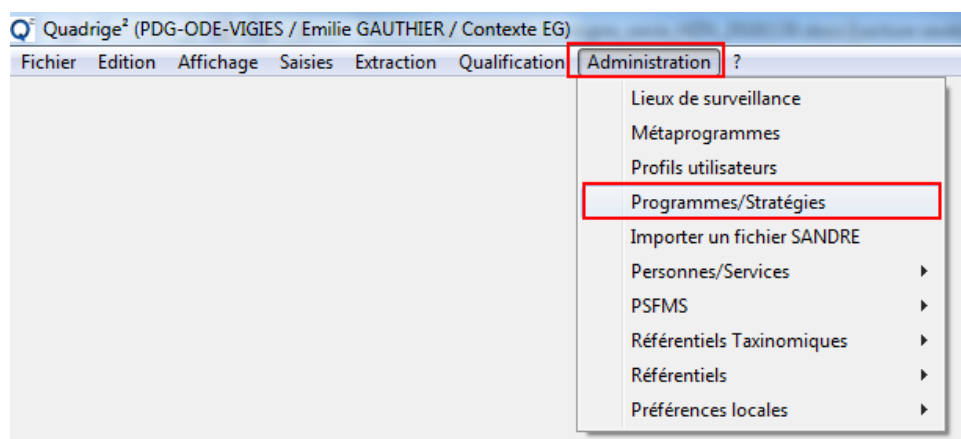 Quadrige² (PDG-ODE-VIGIES / Emilie GAUTHIER / Contexte EG)
Fichier Edition Affichage Saisies Extraction Qualification Administration ?
Lieux de surveillance
Métaprogrammes
Profils utilisateurs
Programmes/Stratégies
Importer un fichier SANDRE
Personnes/Services
PSFMS
Référentiels Taxinomiques
Référentiels
Préférences locales